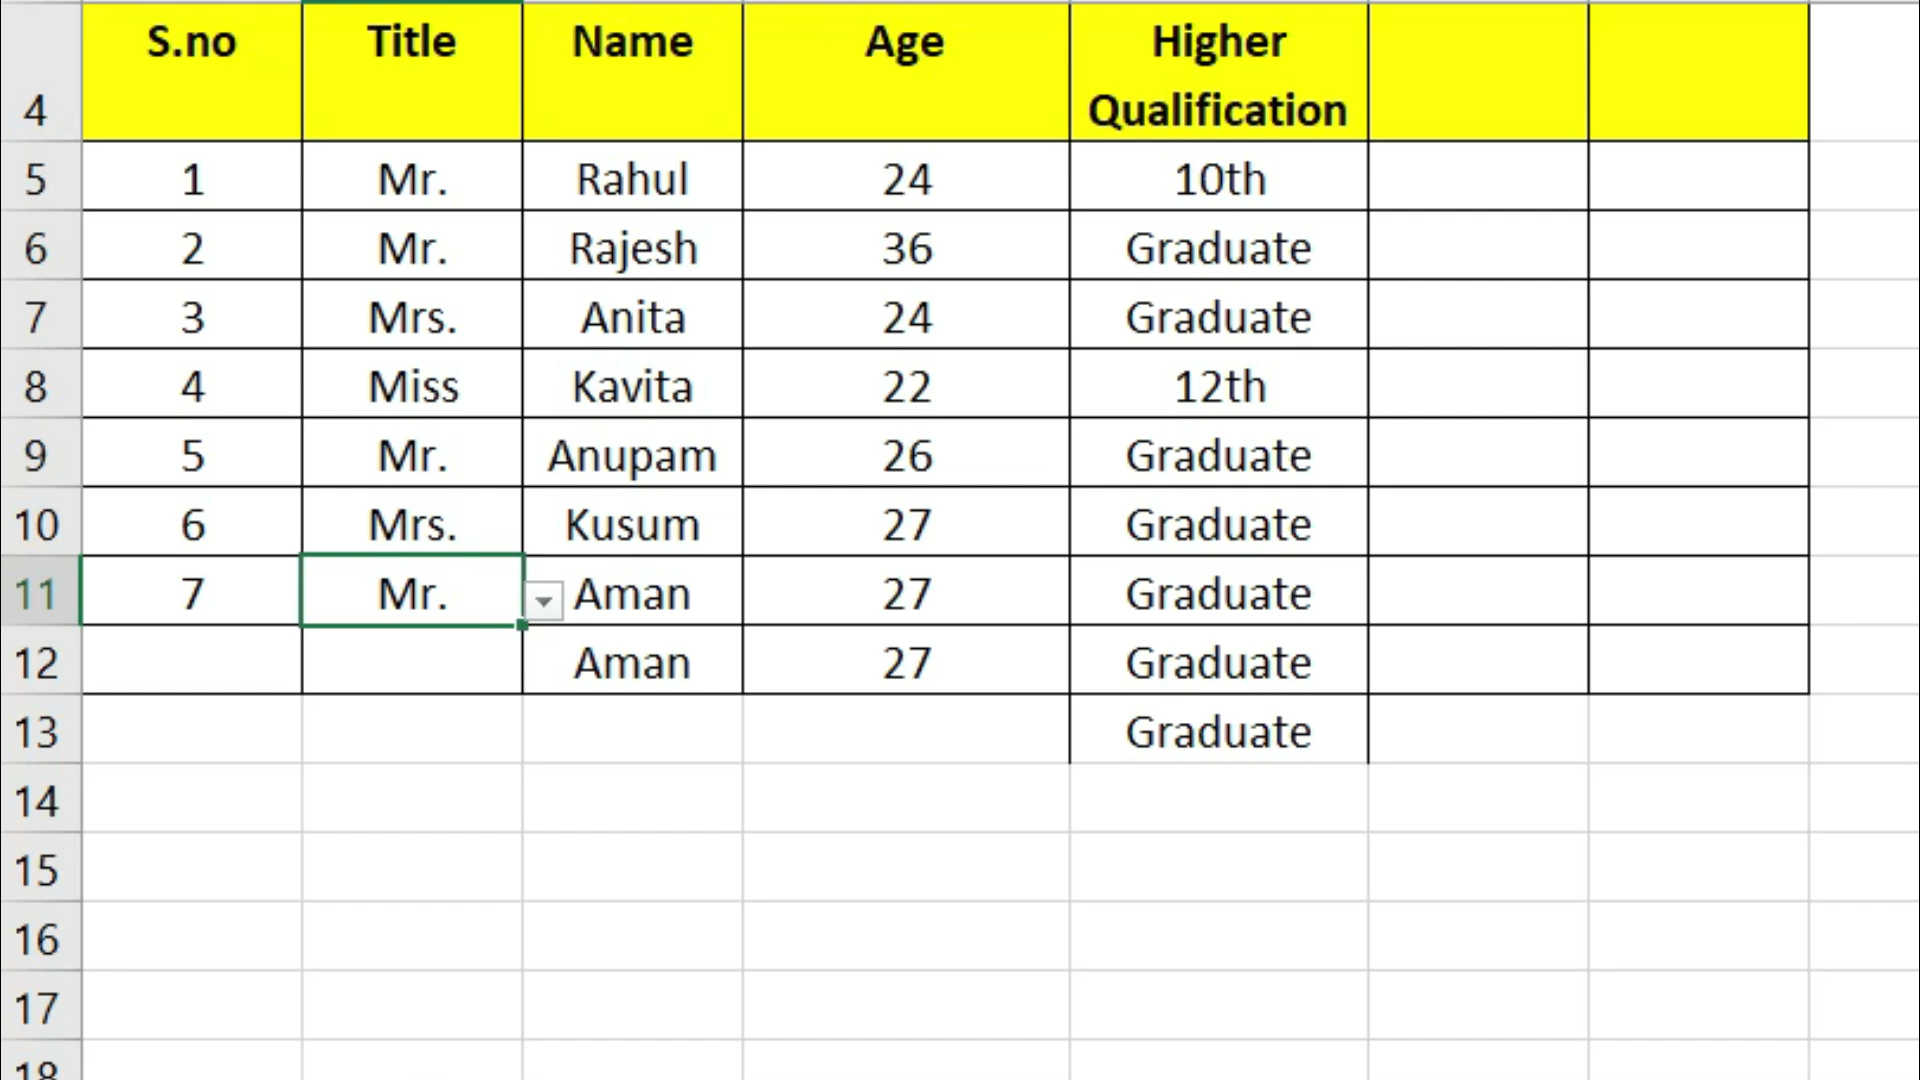 S.no Title Name Age Higher
4 Qualification
5 1 Mr. Rahul 24 10th
6 2 Mr. Rajesh 36 Graduate
7 3 Mrs. Anita 24 Graduate
8 4 Miss Kavita 22 12th
9 5 Mr. Anupam 26 Graduate
10 6 Mrs. Kusum 27 Graduate
11 7 Mr. Aman 27 Graduate
12 Aman 27 Graduate
13 Graduate
14
15
16
17
18